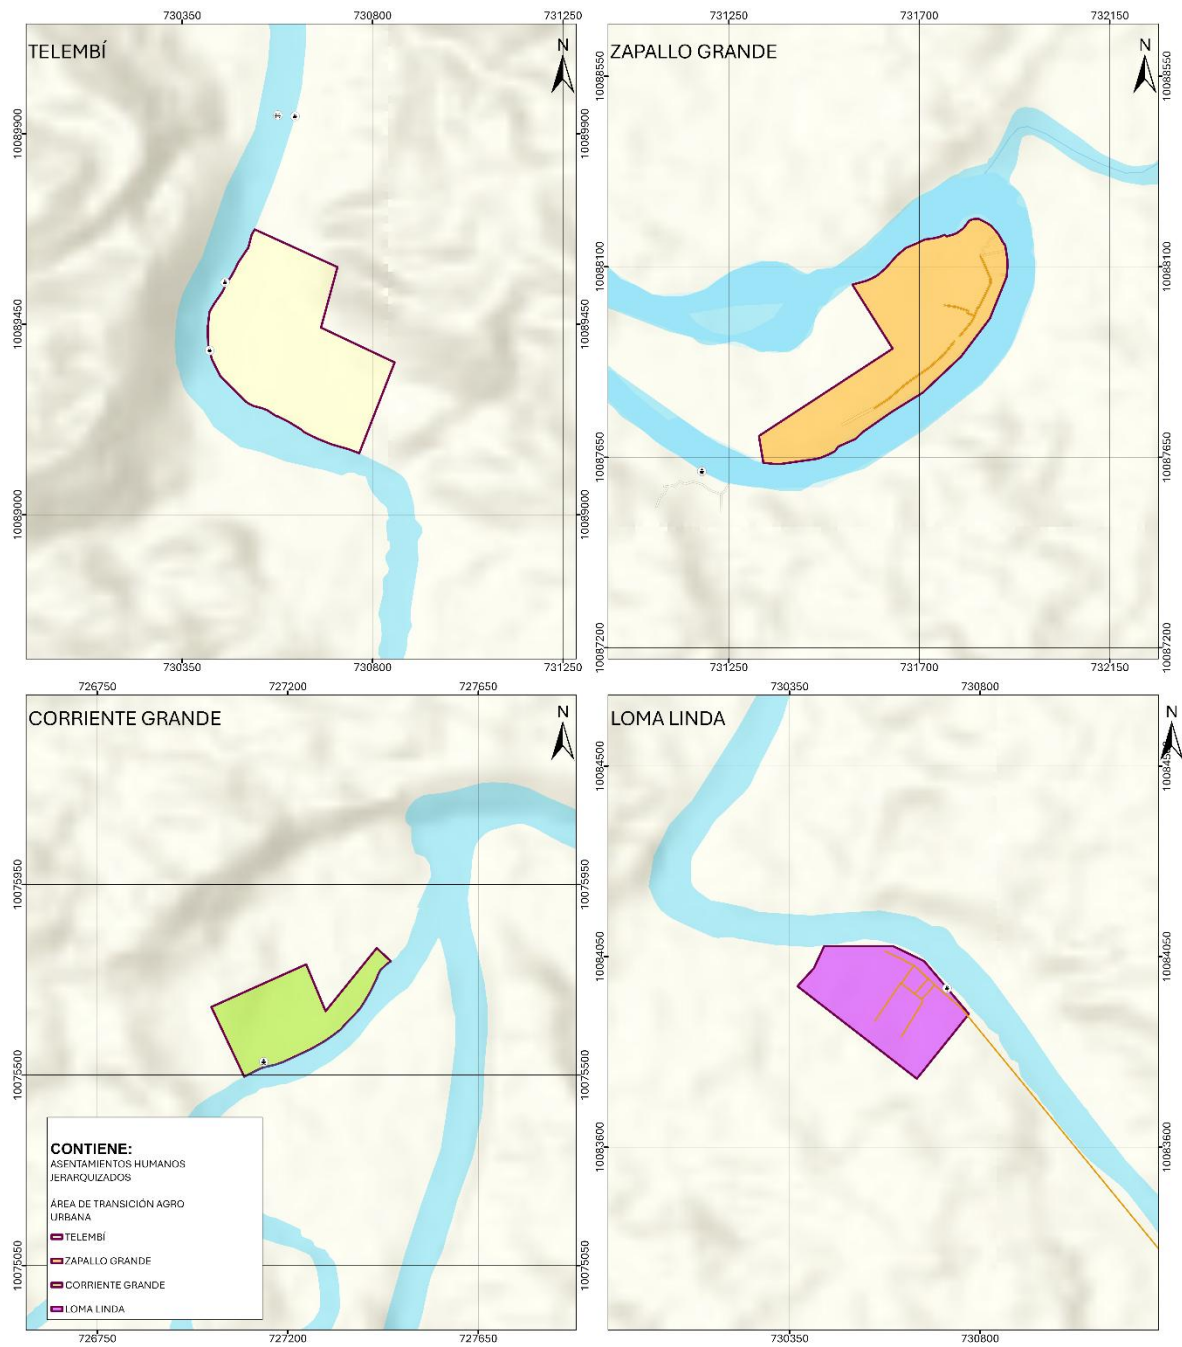 730350 730800 731250
TELEMBÍ
N
10089900
10089450
10089000
10089900
10089450
10089000
730350 730800 731250
731250 731700 732150
ZAPALLO GRANDE
N
10088550
10088100
10087650
10087200
10088550
10088100
10087650
10087200
731250 731700 732150
726750 727200 727650
CORRIENTE GRANDE
N
10075950
10075500
10075050
10075950
10075500
10075050
CONTIENE:
ASENTAMIENTOS HUMANOS
JERARQUIZADOS
ÁREA DE TRANSICIÓN AGRO
URBANA
TELEMBÍ
ZAPALLO GRANDE
CORRIENTE GRANDE
LOMA LINDA
726750 727200 727650
730350 730800
LOMA LINDA
N
10084500
10084050
10083600
10084500
10084050
10083600
730350 730800